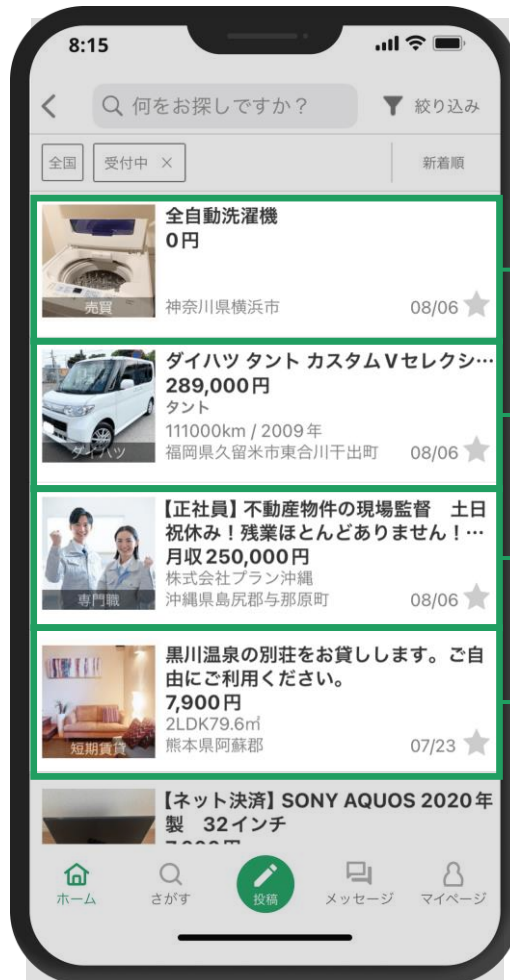 8:15
何をお探しですか？
絞り込み
全国
受付中 ×
新着順
全自動洗濯機
0円
売買
神奈川県横浜市
08/06
ダイハツ タント カスタムVセレクシ…
289,000円
タント
111000km / 2009年
ダイハツ
福岡県久留米市東合川干出町
08/06
【正社員】不動産物件の現場監督 土日
祝休み！残業ほとんどありません！…
月収250,000円
株式会社プラン沖縄
専門職
沖縄県島尻郡与那原町
08/06
黒川温泉の別荘をお貸しします。ご自
由にご利用ください。
7,900円
2LDK79.6㎡
短期賃貸
熊本県阿蘇郡
07/23
【ネット決済】SONY AQUOS 2020年
製 32インチ
ホーム
さがす
投稿
メッセージ
マイページ